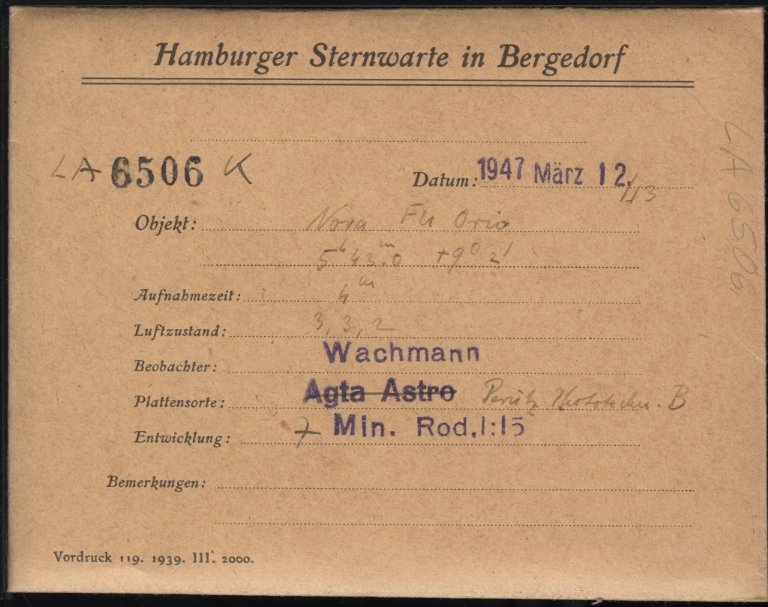 Hamburger Sternwarte in Bergedorf
LA 6506 K
Datum: 1947 März 12./13
Objekt: Nova FU Orio
5h 43m.0 +9° 2'
Aufnahmezeit: 4m
Luftzustand: 3, 3, 2
Beobachter: Wachmann
Plattensorte: Agfa Astro Perutz B
Entwicklung: 7 Min. Rod. 1:15
Bemerkungen:
Vordruck 119. 1939. III. 2000.
LA 6506